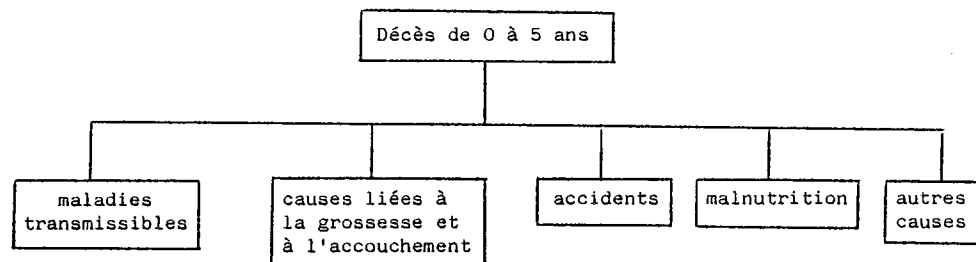 Décès de 0 à 5 ans
maladies
transmissibles
causes liées à
la grossesse et
à l'accouchement
accidents
malnutrition
autres
causes